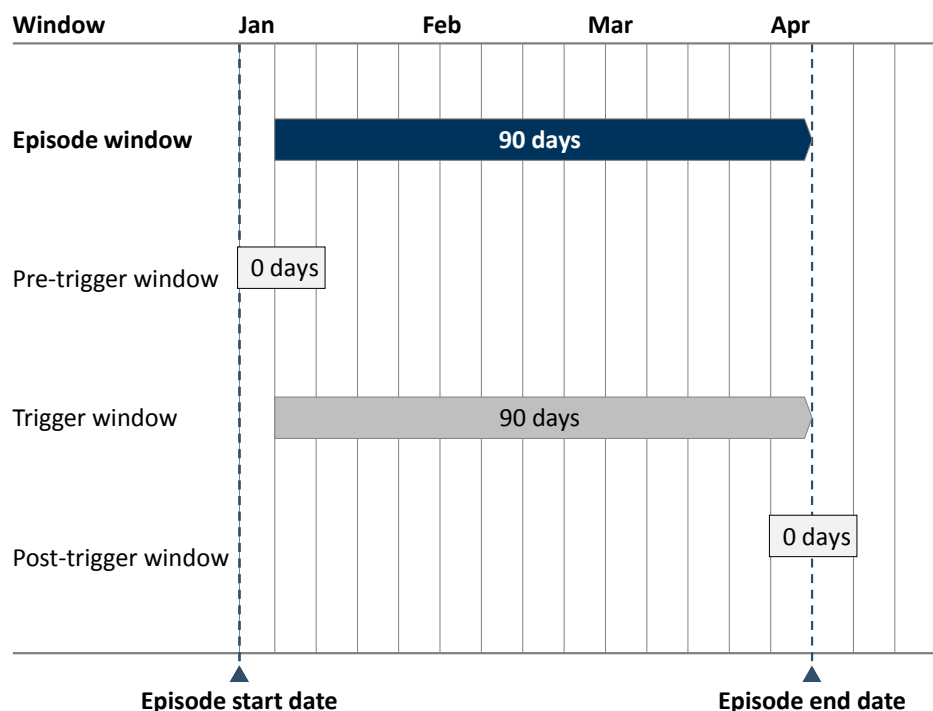 Window Jan Feb Mar Apr
Episode window 90 days
Pre-trigger window 0 days
Trigger window 90 days
Post-trigger window 0 days
Episode start date Episode end date